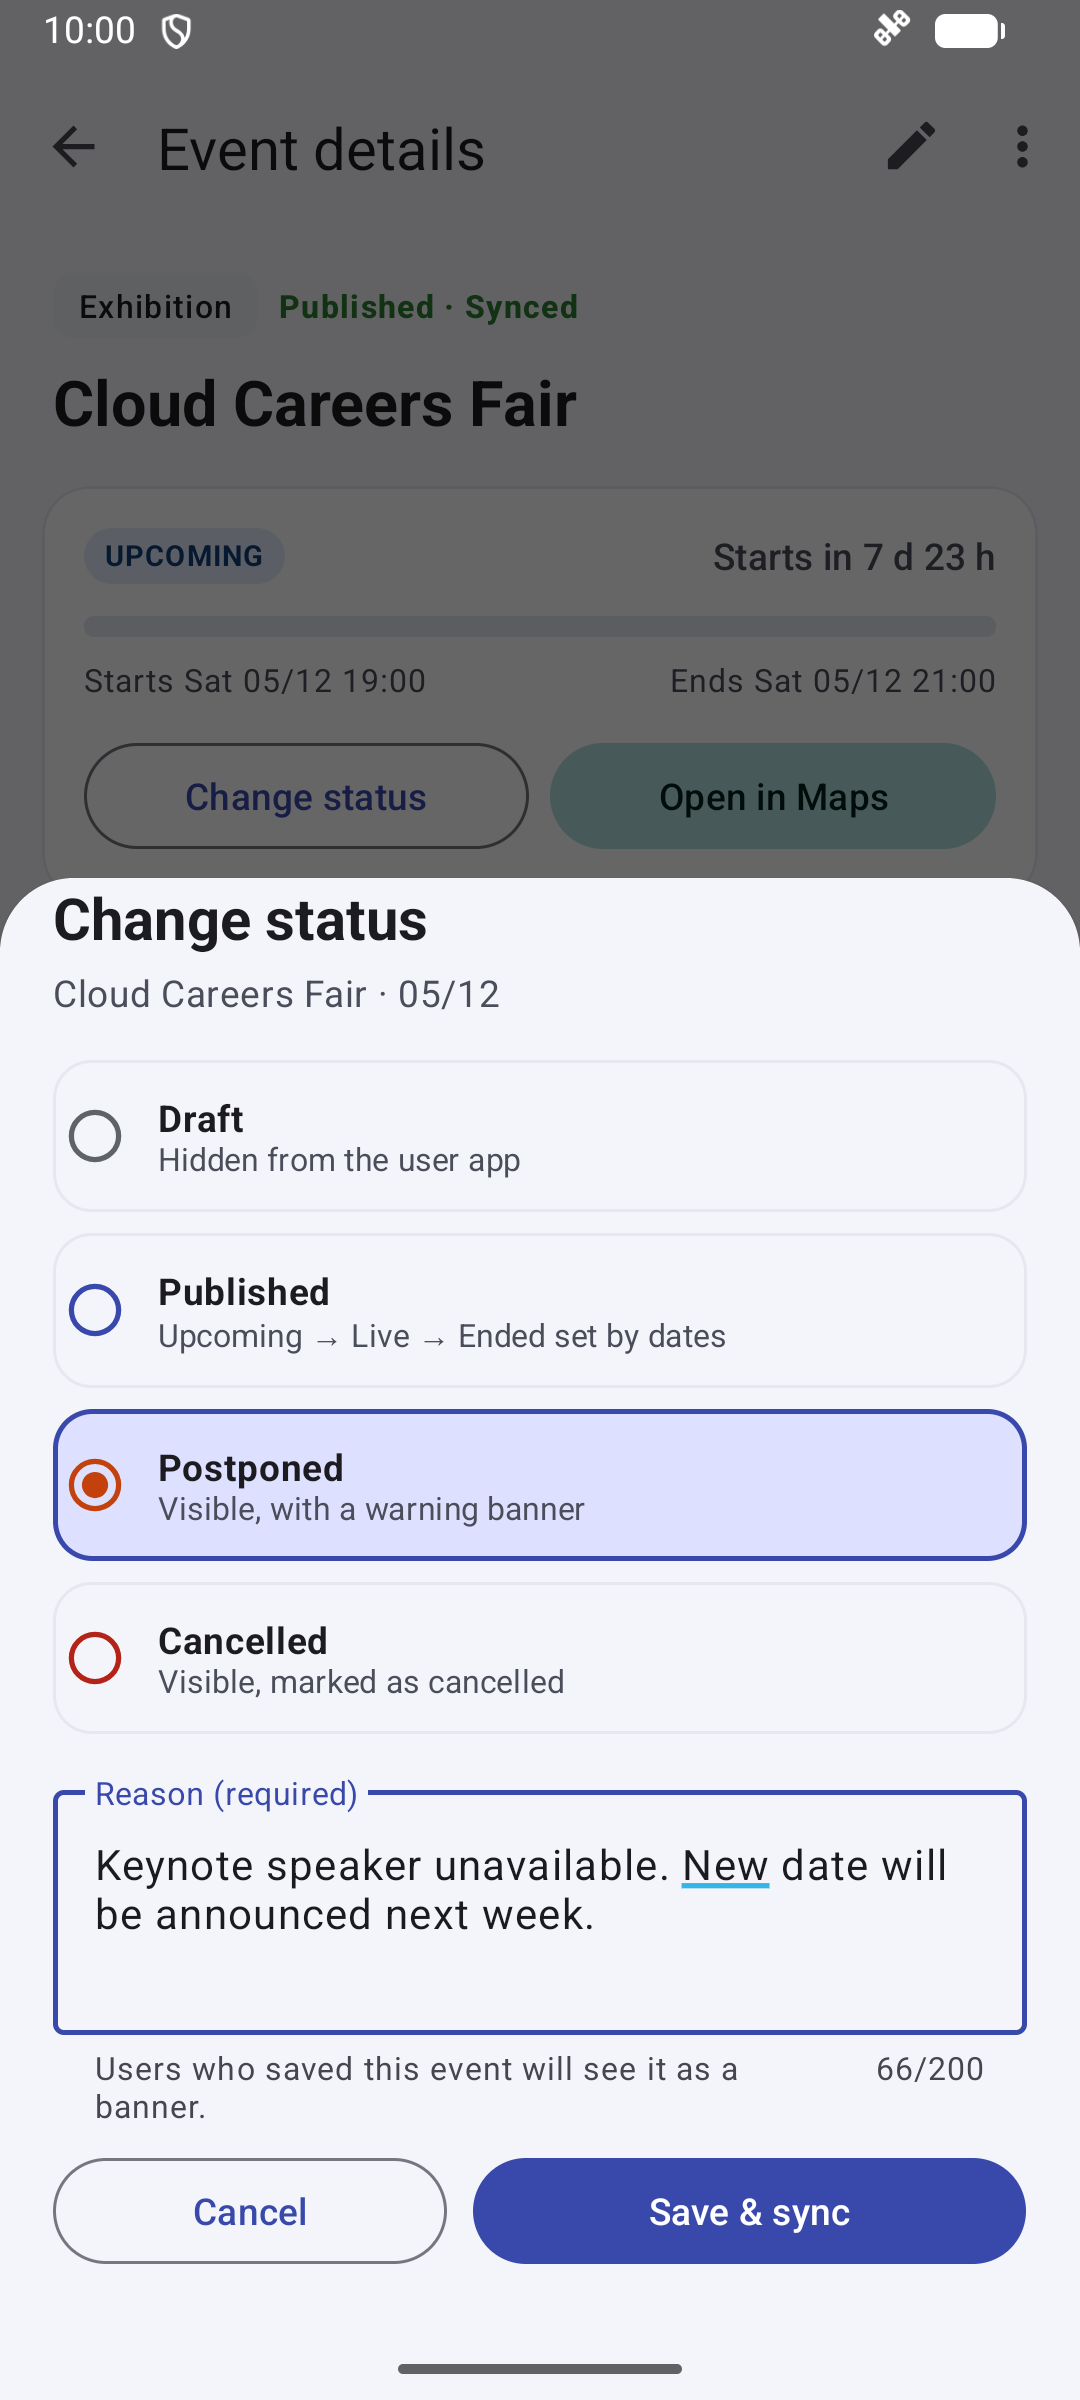 10:00
Event details
Exhibition
Published · Synced
Cloud Careers Fair
UPCOMING
Starts in 7 d 23 h
Starts Sat 05/12 19:00
Ends Sat 05/12 21:00
Change status
Open in Maps
Change status
Cloud Careers Fair · 05/12
Draft
Hidden from the user app
Published
Upcoming → Live → Ended set by dates
Postponed
Visible, with a warning banner
Cancelled
Visible, marked as cancelled
Reason (required)
Keynote speaker unavailable. New date will
be announced next week.
Users who saved this event will see it as a
banner.
66/200
Cancel
Save & sync